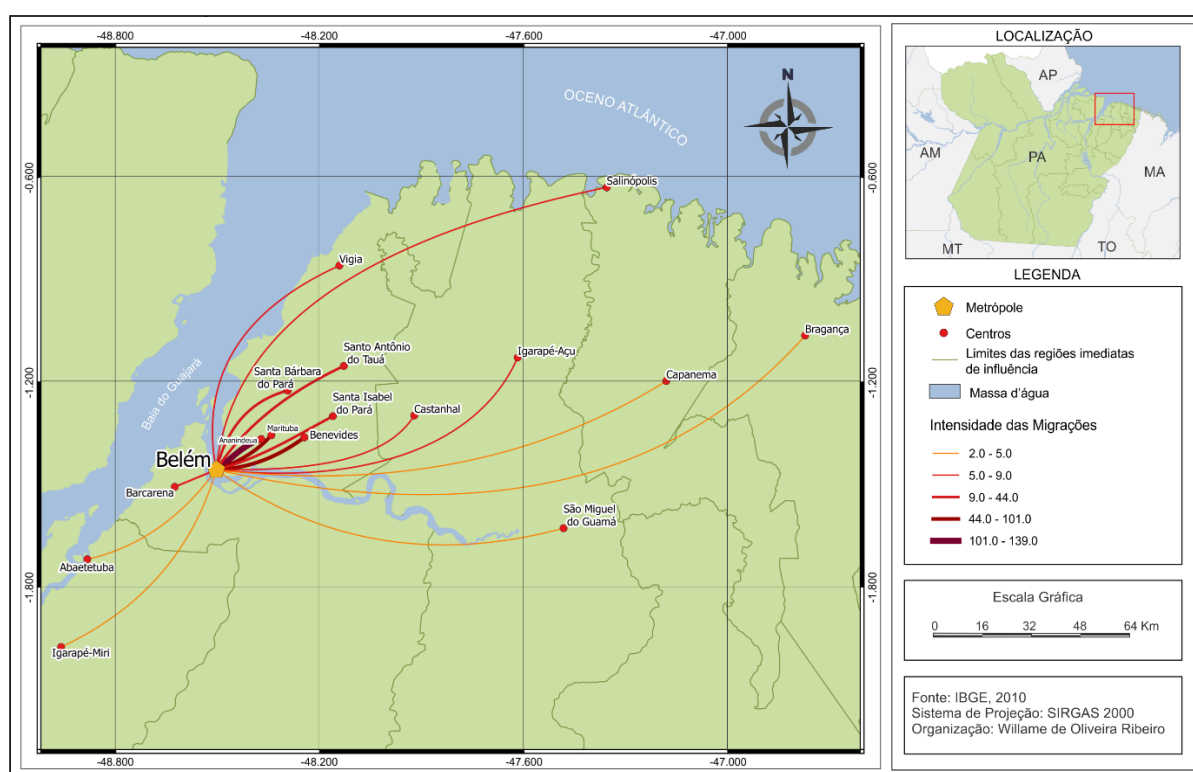 -48.800
-48.200
-47.600
-47.000
-0.600
-1.200
-1.800
-0.600
-1.200
-1.800
-48.800
-48.200
-47.600
-47.000
OCENO ATLÂNTICO
N
Baia do Guajará
Salinópolis
Vigia
Bragança
Santo Antônio
do Tauá
Igarapé-Açu
Santa Bárbara
do Pará
Capanema
Santa Isabel
do Pará
Castanhal
Marituba
Ananindeua
Benevides
Belém
Barcarena
São Miguel
do Guamá
Abaetetuba
Igarapé-Miri
LOCALIZAÇÃO
AP
AM
PA
MA
MT
TO
LEGENDA
Metrópole
Centros
Limites das regiões imediatas
de influência
Massa d'água
Intensidade das Migrações
2.0 - 5.0
5.0 - 9.0
9.0 - 44.0
44.0 - 101.0
101.0 - 139.0
Escala Gráfica
0 16 32 48 64 Km
Fonte: IBGE, 2010
Sistema de Projeção: SIRGAS 2000
Organização: Willame de Oliveira Ribeiro